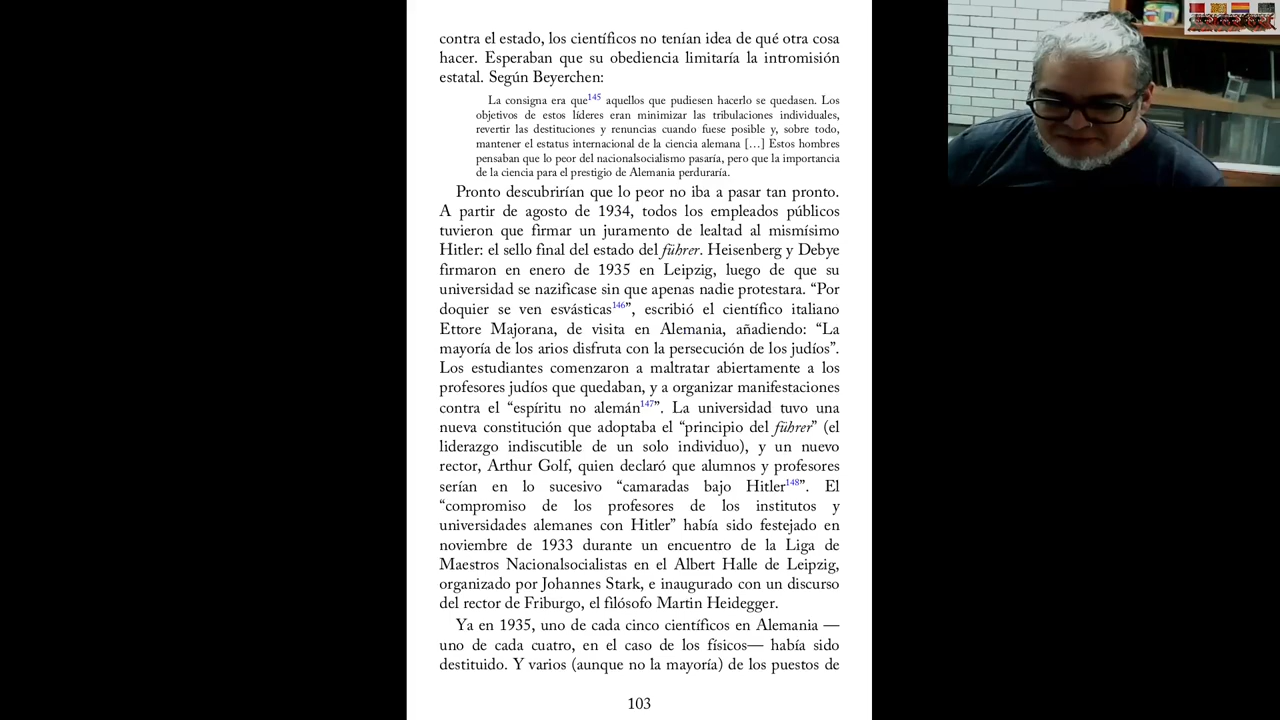 contra el estado, los científicos no tenían idea de qué otra cosa
hacer. Esperaban que su obediencia limitaría la intromisión
estatal. Según Beyerchen:
La consigna era que145 aquellos que pudiesen hacerlo se quedasen. Los
objetivos de estos líderes eran minimizar las tribulaciones individuales,
revertir las destituciones y renuncias cuando fuese posible y, sobre todo,
mantener el estatus internacional de la ciencia alemana […] Estos hombres
pensaban que lo peor del nacionalsocialismo pasaría, pero que la importancia
de la ciencia para el prestigio de Alemania perduraría.
Pronto descubrirían que lo peor no iba a pasar tan pronto.
A partir de agosto de 1934, todos los empleados públicos
tuvieron que firmar un juramento de lealtad al mismísimo
Hitler: el sello final del estado del führer. Heisenberg y Debye
firmaron en enero de 1935 en Leipzig, luego de que su
universidad se nazificase sin que apenas nadie protestara. “Por
doquier se ven esvásticas146”, escribió el científico italiano
Ettore Majorana, de visita en Alemania, añadiendo: “La
mayoría de los arios disfruta con la persecución de los judíos”.
Los estudiantes comenzaron a maltratar abiertamente a los
profesores judíos que quedaban, y a organizar manifestaciones
contra el “espíritu no alemán147”. La universidad tuvo una
nueva constitución que adoptaba el “principio del führer” (el
liderazgo indiscutible de un solo individuo), y un nuevo
rector, Arthur Golf, quien declaró que alumnos y profesores
serían en lo sucesivo “camaradas bajo Hitler148”. El
“compromiso de los profesores de los institutos y
universidades alemanes con Hitler” había sido festejado en
noviembre de 1933 durante un encuentro de la Liga de
Maestros Nacionalsocialistas en el Albert Halle de Leipzig,
organizado por Johannes Stark, e inaugurado con un discurso
del rector de Friburgo, el filósofo Martin Heidegger.
Ya en 1935, uno de cada cinco científicos en Alemania —
uno de cada cuatro, en el caso de los físicos— había sido
destituido. Y varios (aunque no la mayoría) de los puestos de
103